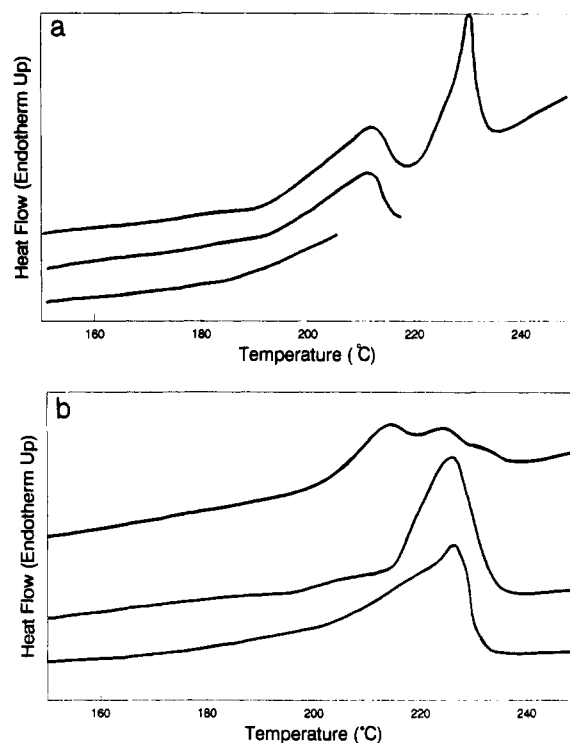 a
Heat Flow (Endotherm Up)
160 180 200 220 240
Temperature (°C)
b
Heat Flow (Endotherm Up)
160 180 200 220 240
Temperature (°C)